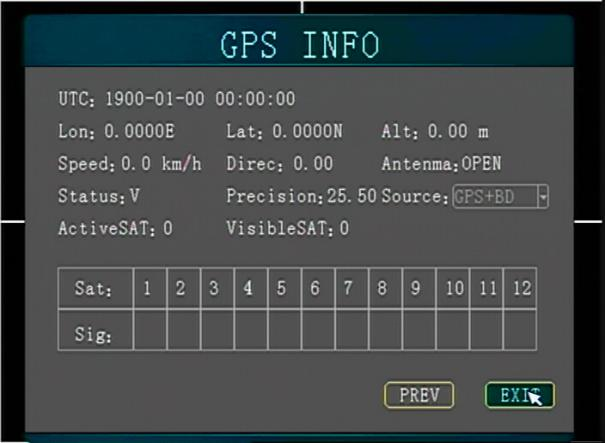 GPS INFO
UTC: 1900-01-00 00:00:00
Lon: 0.0000E Lat: 0.0000N Alt: 0.00 m
Speed:0.0 km/h Direc: 0.00 Antenma:OPEN
Status:V Precision:25.50 Source:GPS+BD
ActiveSAT: 0 VisibleSAT:0
Sat: 1 2 3 4 5 6 7 8 9 10 11 12
Sig:
PREV EXIT